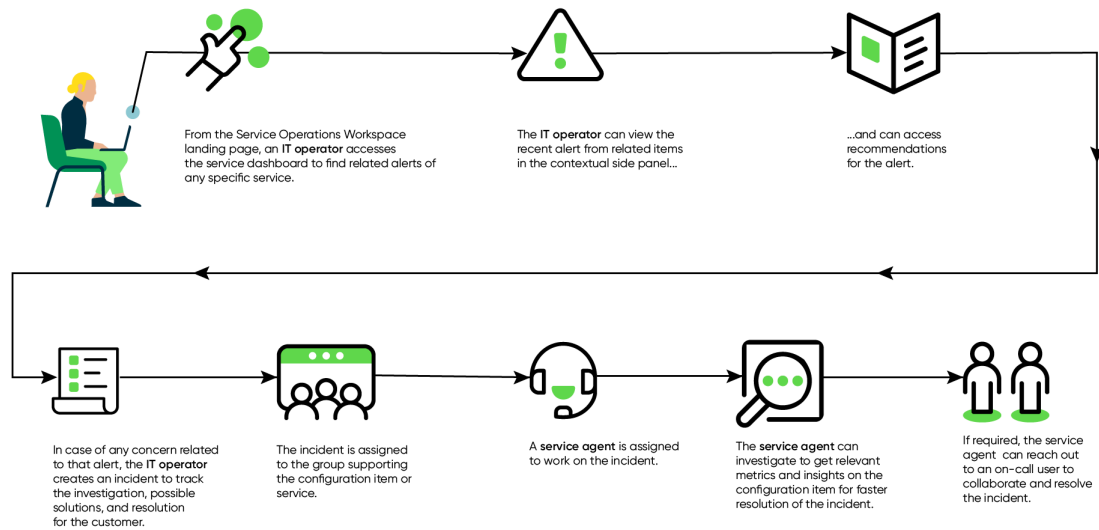 From the Service Operations Workspace
landing page, an IT operator accesses
the service dashboard to find related alerts of
any specific service.
The IT operator can view the
recent alert from related items
in the contextual side panel...
...and can access
recommendations
for the alert.
In case of any concern related
to that alert, the IT operator
creates an incident to track
the investigation, possible
solutions, and resolution
for the customer.
The incident is assigned
to the group supporting
the configuration item or
service.
A service agent is assigned
to work on the incident.
The service agent can
investigate to get relevant
metrics and insights on the
configuration item for faster
resolution of the incident.
If required, the service
agent can reach out
to an on-call user to
collaborate and resolve
the incident.